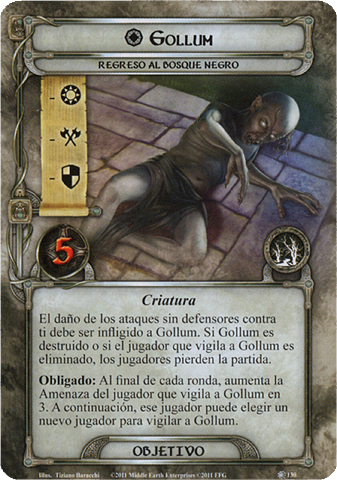 GOLLUM
REGRESO AL BOSQUE NEGRO
-
-
-
5
Criatura
El daño de los ataques sin defensores contra
ti debe ser infligido a Gollum. Si Gollum es
destruido o si el jugador que vigila a Gollum es
eliminado, los jugadores pierden la partida.
Obligado: Al final de cada ronda, aumenta la
Amenaza del jugador que vigila a Gollum en
3. A continuación, ese jugador puede elegir un
nuevo jugador para vigilar a Gollum.
OBJETIVO
Illus. Tiziano Baracchi ©2011 Middle Earth Enterprises ©2011 FFG